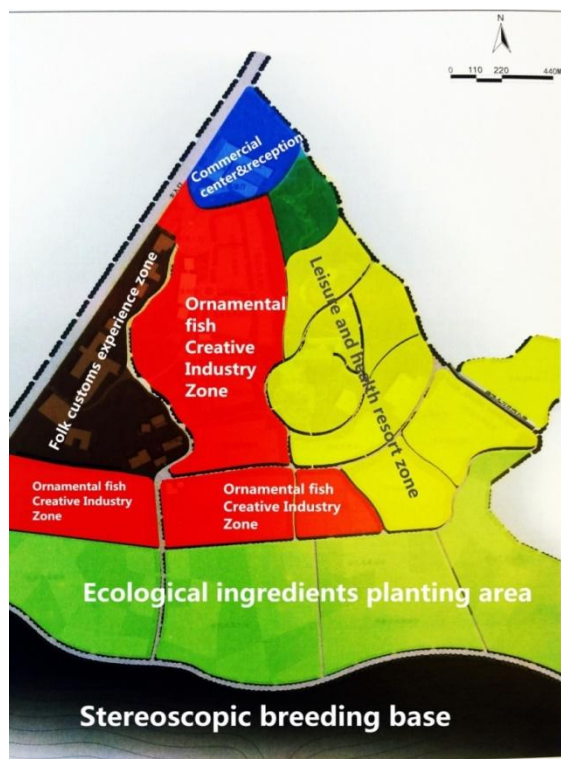 N
0 110 220 440M
Commercial
center&reception
Folk customs experience zone
Ornamental
fish
Creative
Industry
Zone
Leisure and health resort zone
Ornamental fish
Creative Industry
Zone
Ornamental fish
Creative Industry
Zone
Ecological ingredients planting area
Stereoscopic breeding base